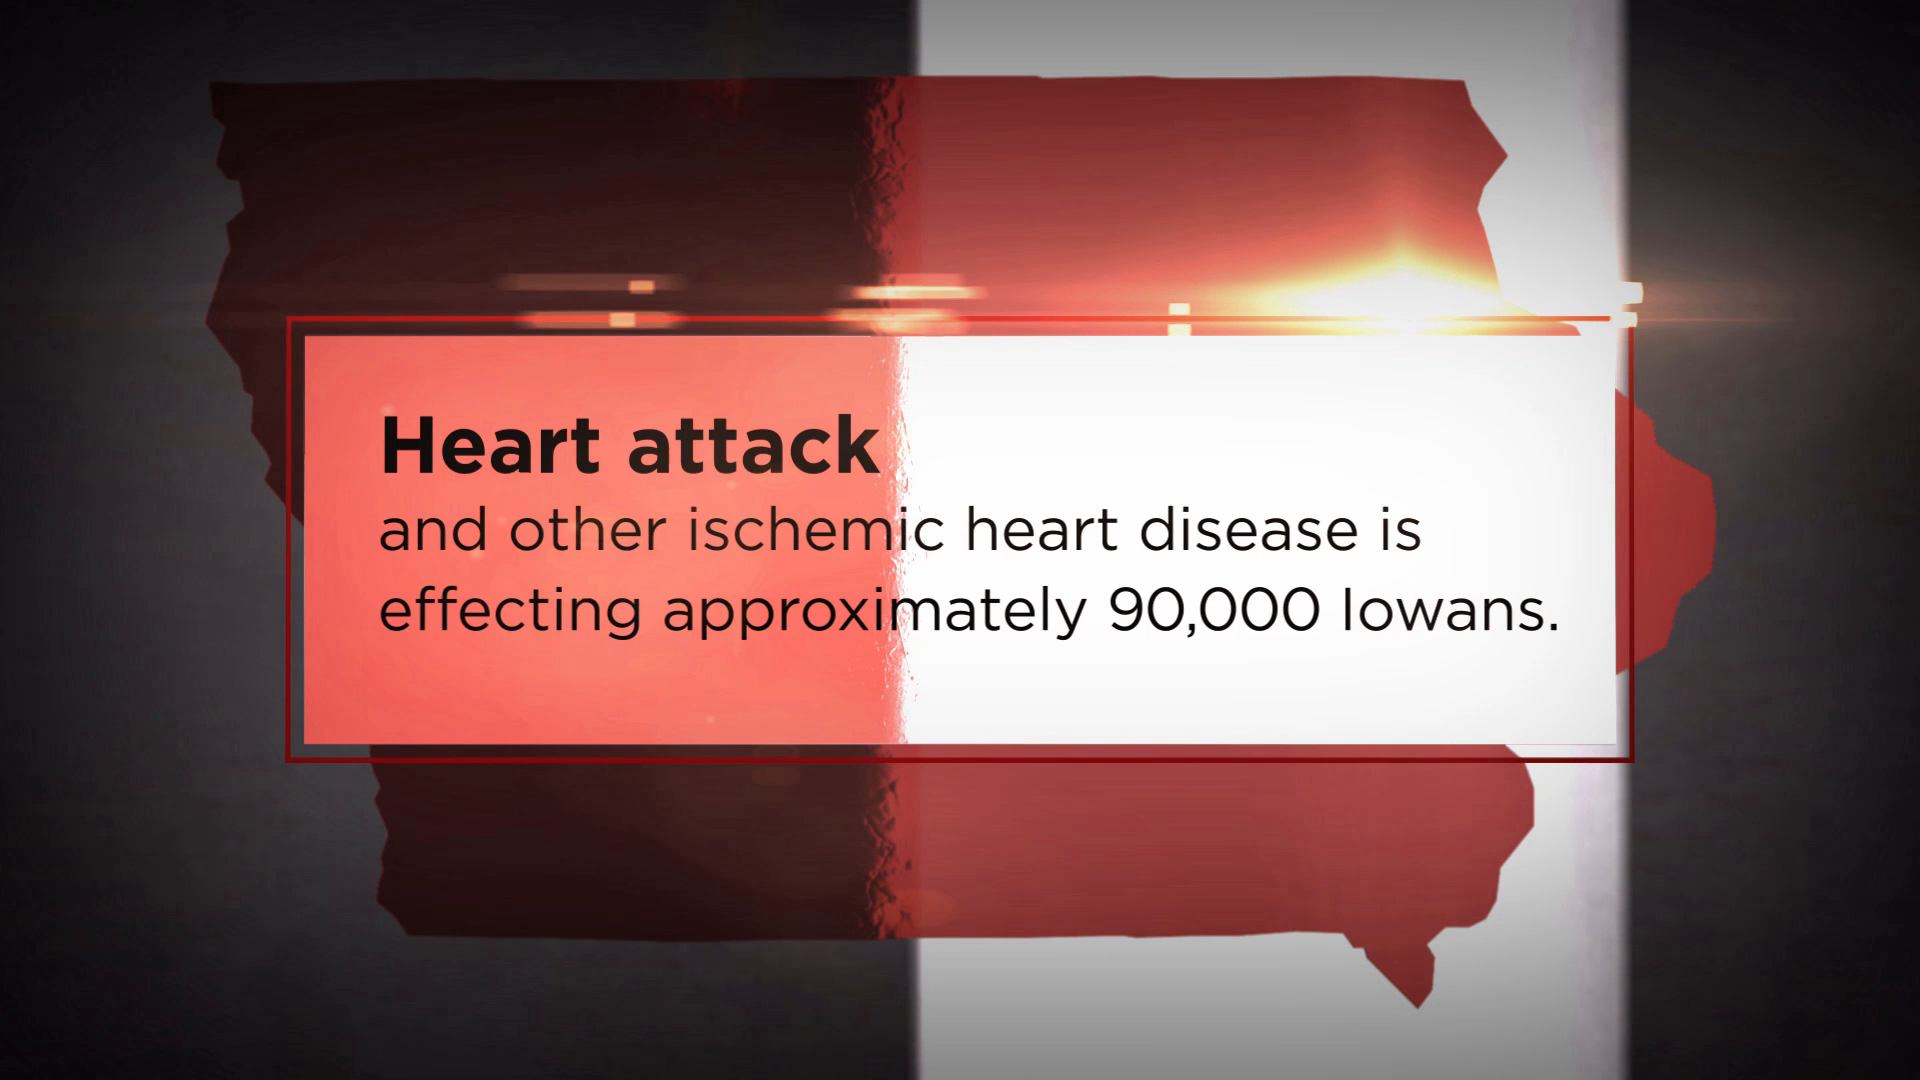 Heart attack
and other ischemic heart disease is
effecting approximately 90,000 Iowans.